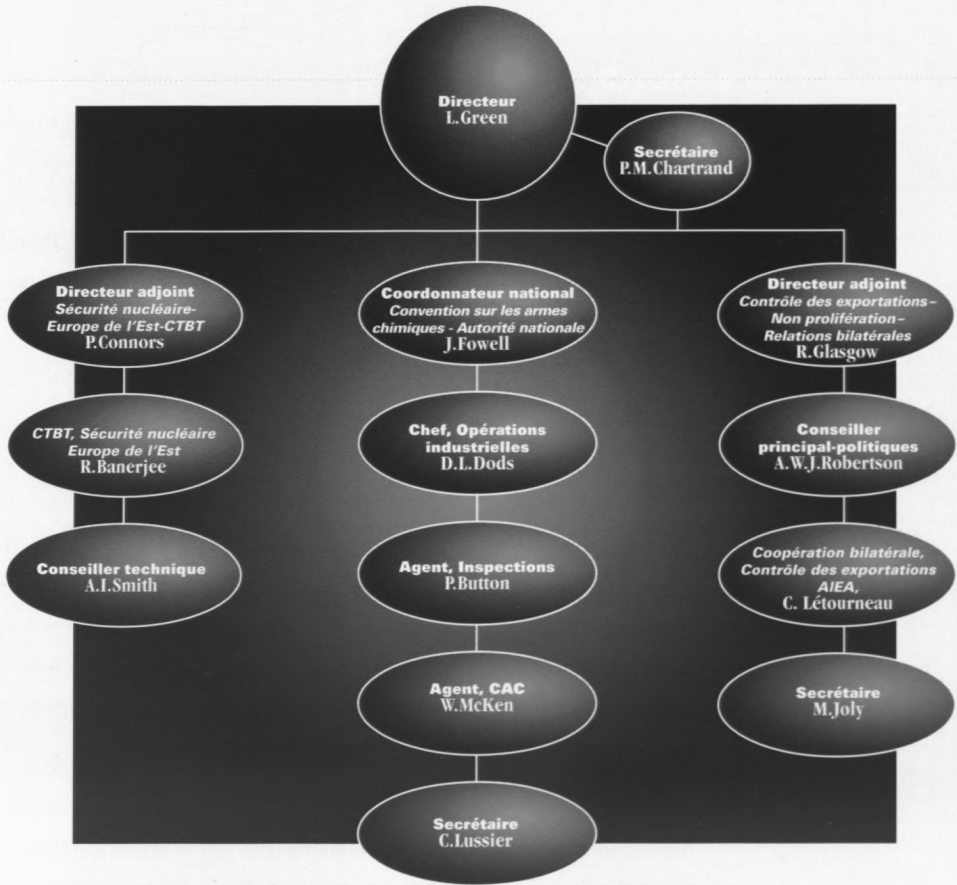 Directeur
L.Green
Secrétaire
P.M.Chartrand
Directeur adjoint
Sécurité nucléaire-
Europe de l'Est-CTBT
P.Connors
CTBT, Sécurité nucléaire
Europe de l'Est
R.Banerjee
Conseiller technique
A.I.Smith
Coordonnateur national
Convention sur les armes
chimiques - Autorité nationale
J.Fowell
Chef, Opérations
industrielles
D.L.Dods
Agent, Inspections
P.Button
Agent, CAC
W.McKen
Secrétaire
C.Lussier
Directeur adjoint
Contrôle des exportations–
Non prolifération–
Relations bilatérales
R.Glasgow
Conseiller
principal-politiques
A.W.J.Robertson
Coopération bilatérale,
Contrôle des exportations
AIEA,
C. Létourneau
Secrétaire
M.Joly